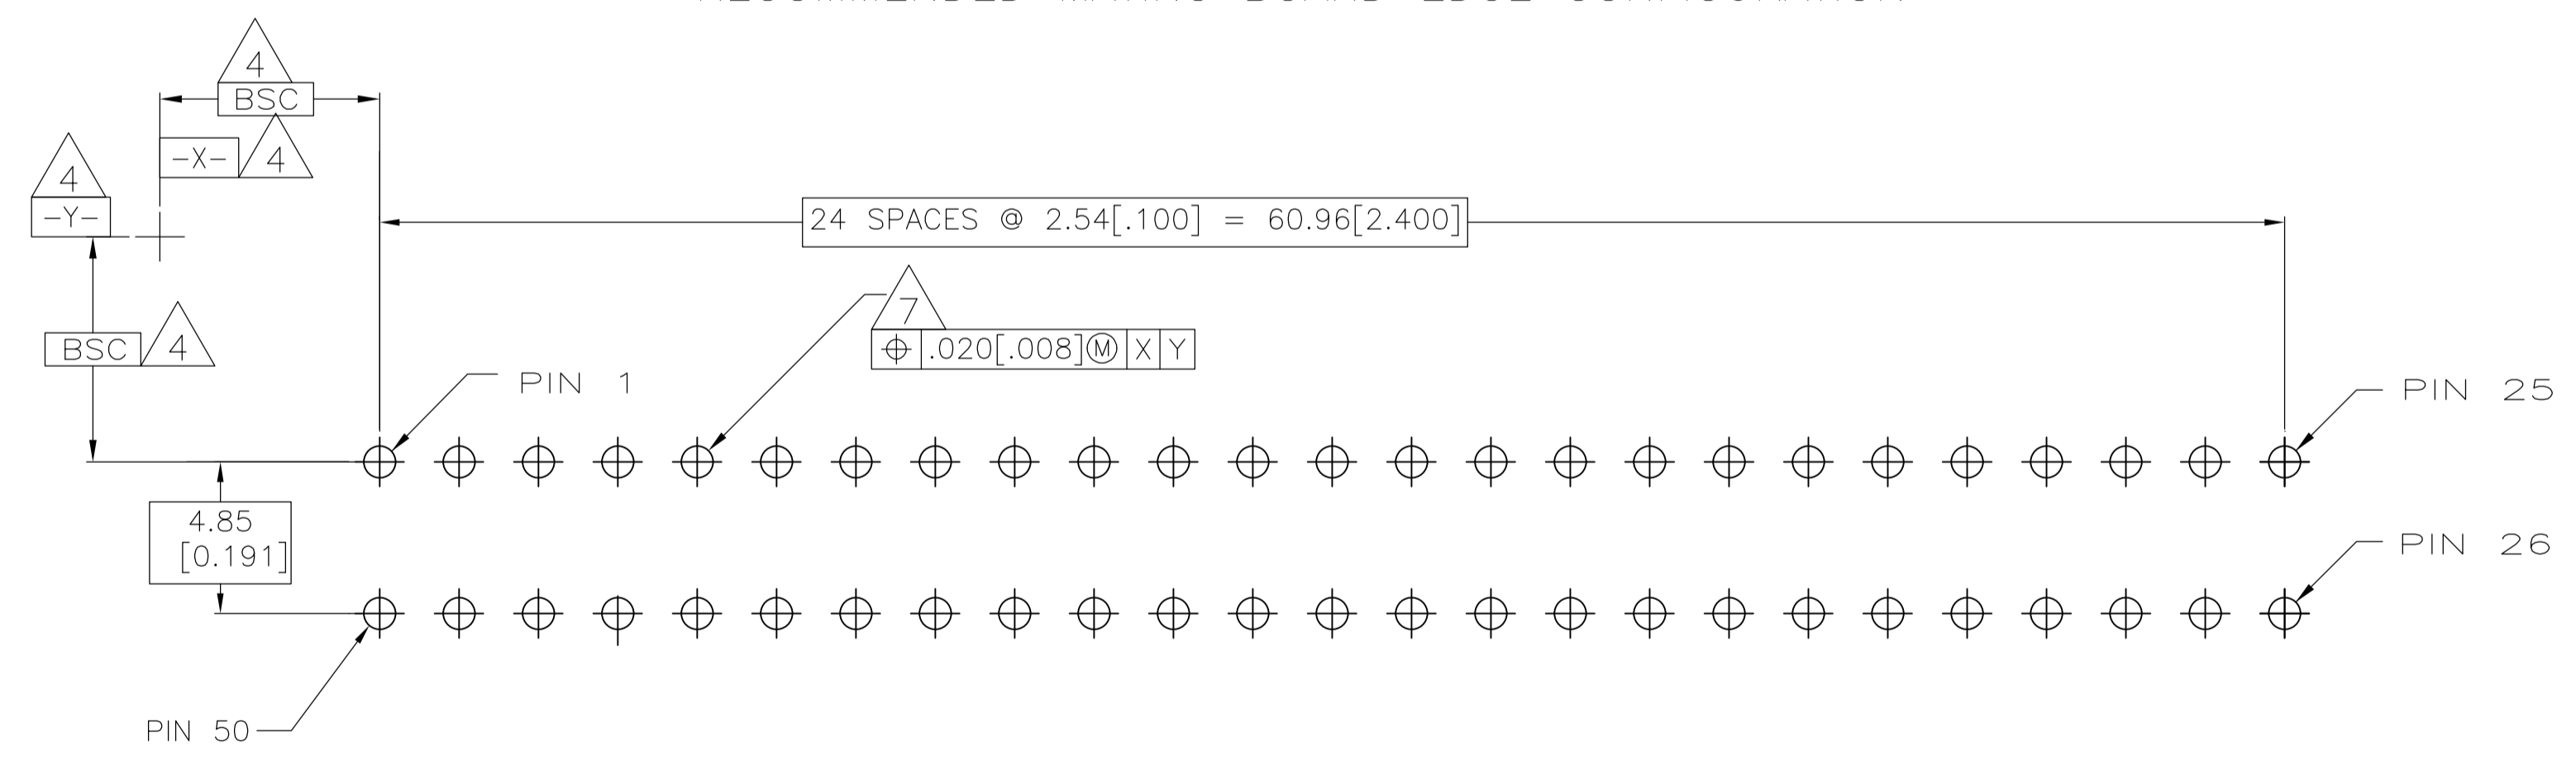 4
BSC
-X- 4
4
-Y-
24 SPACES @ 2.54[.100] = 60.96[2.400]
7
⌖ .020[.008]Ⓜ X Y
BSC 4
PIN 1
PIN 25
4.85
[0.191]
PIN 26
PIN 50